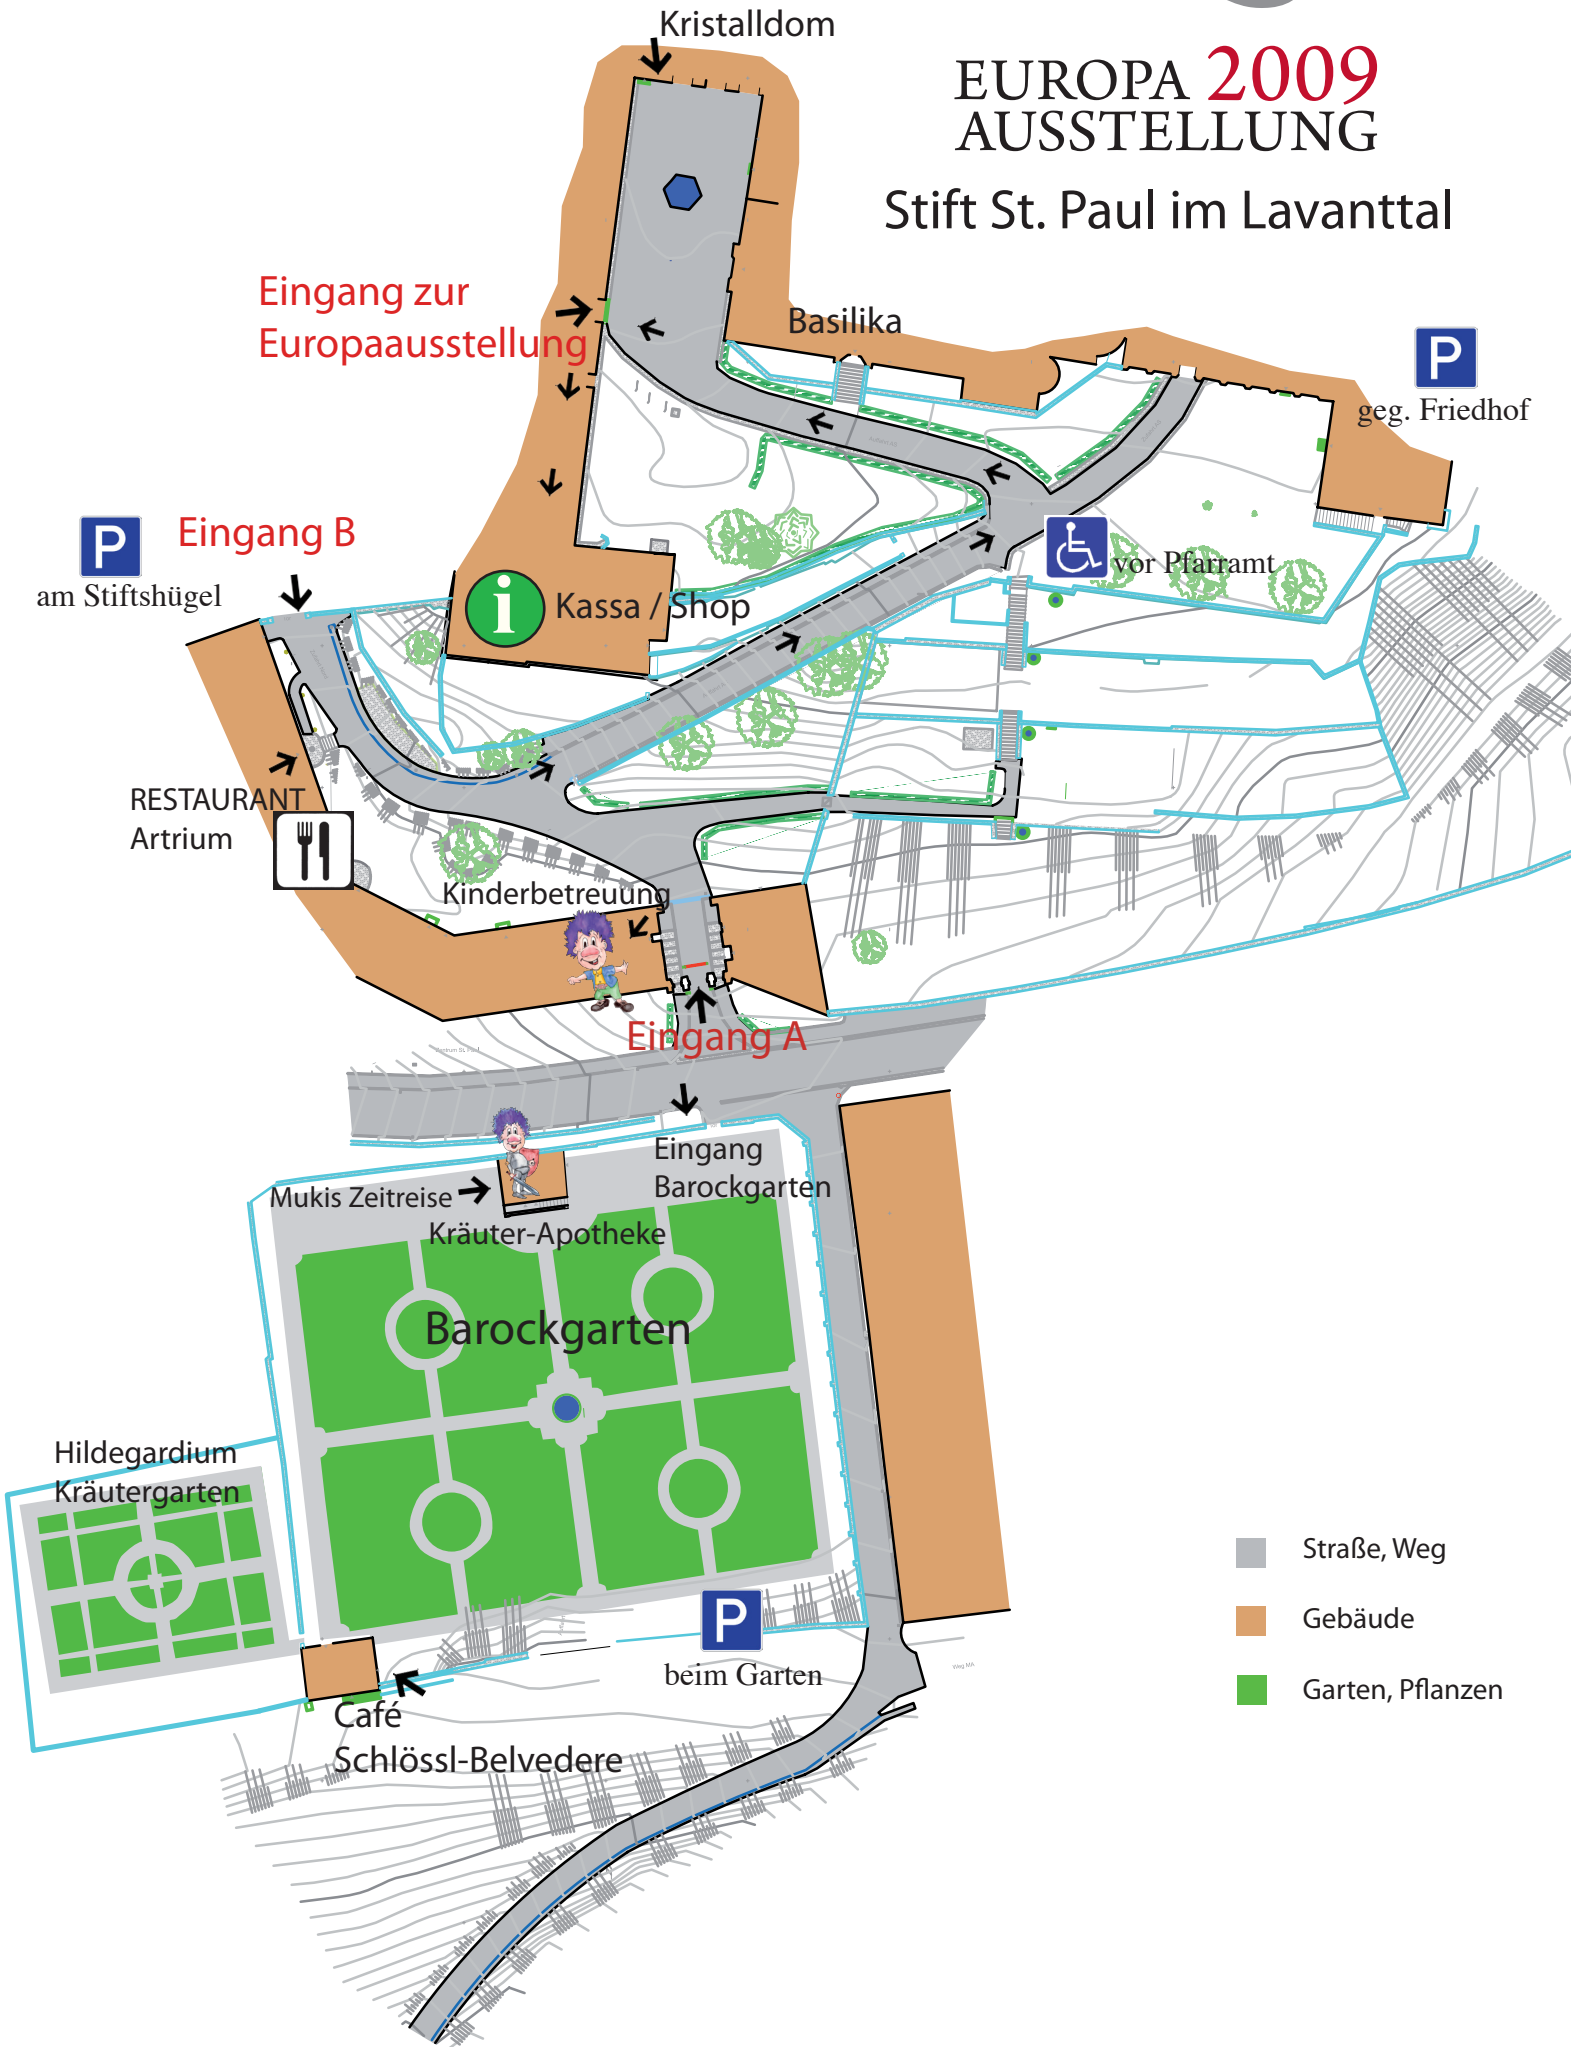 Kristalldom
EUROPA 2009
AUSSTELLUNG
Stift St. Paul im Lavanttal
Eingang zur
Europaausstellung
Basilika
P
geg. Friedhof
P
am Stiftshügel
Eingang B
vor Pfarramt
i
Kassa / Shop
RESTAURANT
Artrium
Kinderbetreuung
Eingang A
Eingang
Barockgarten
Mukis Zeitreise
Kräuter-Apotheke
Barockgarten
Hildegardium
Kräutergarten
P
beim Garten
Weg MA
Café
Schlössl-Belvedere
Straße, Weg
Gebäude
Garten, Pflanzen